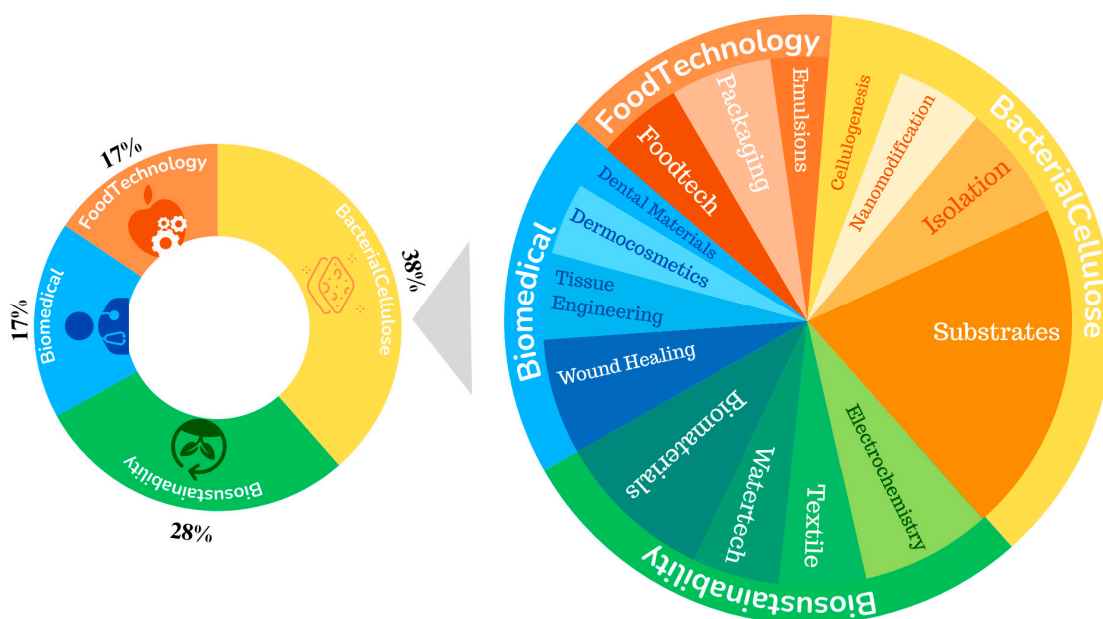 17%
FoodTechnology
BacterialCellulose
38%
17%
Biomedical
Biosustainability
28%
FoodTechnology
Foodtech
Packaging
Emulsions
BacterialCellulose
Cellulogenesis
Nanomodification
Isolation
Substrates
Biomedical
Dental Materials
Dermocosmetics
Tissue
Engineering
Wound Healing
Biosustainability
Biomaterials
Watertech
Textile
Electrochemistry